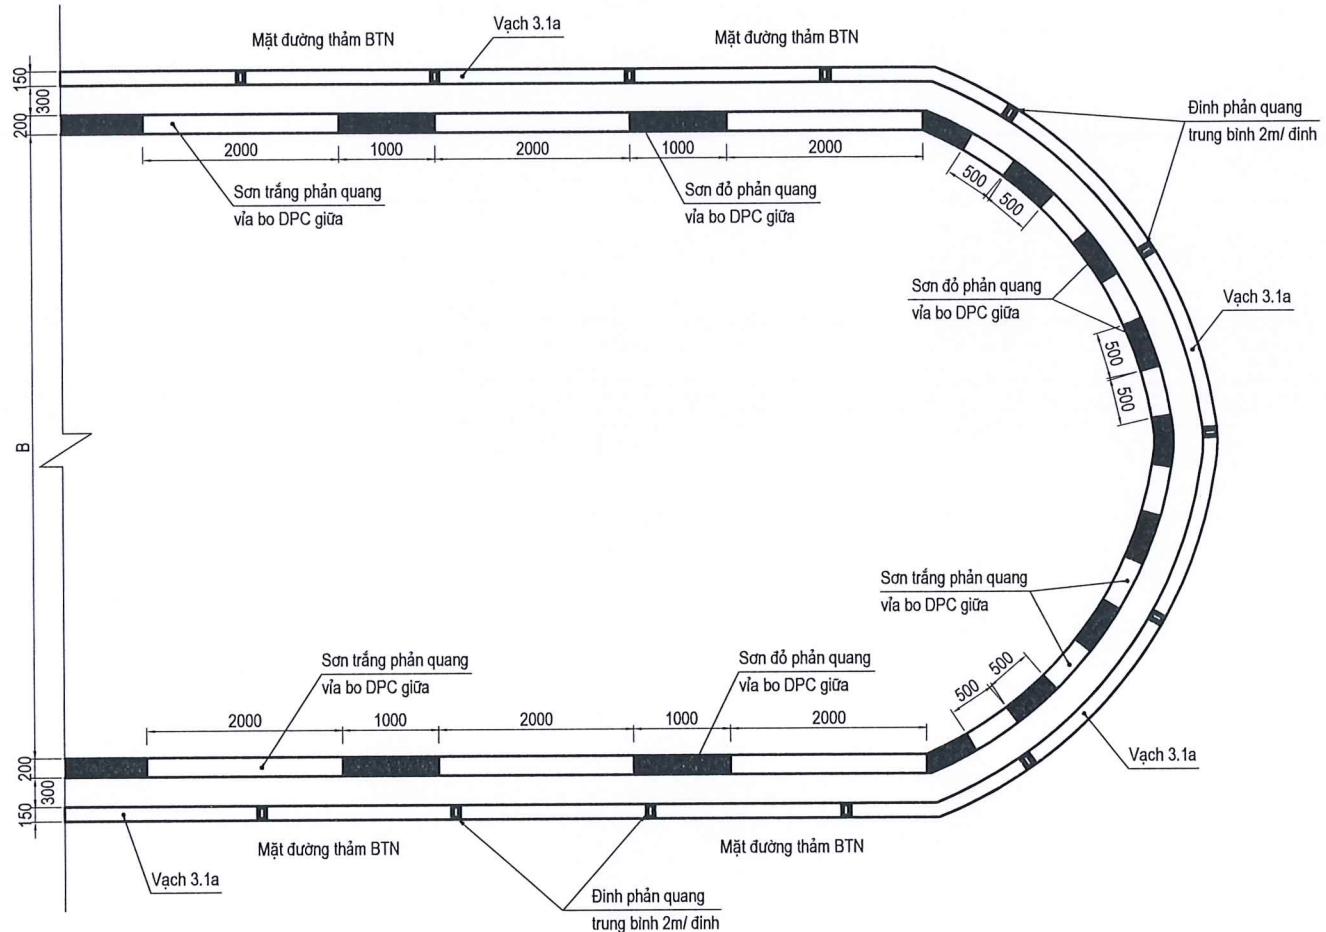 Vạch 3.1a
Mặt đường thảm BTN
Mặt đường thảm BTN
150
300
200
Đinh phản quang
trung bình 2m/ đinh
2000
1000
2000
1000
2000
Sơn trắng phản quang
vỉa bo DPC giữa
Sơn đỏ phản quang
vỉa bo DPC giữa
500
500
Sơn đỏ phản quang
vỉa bo DPC giữa
Vạch 3.1a
500
500
B
Sơn trắng phản quang
vỉa bo DPC giữa
Sơn trắng phản quang
vỉa bo DPC giữa
Sơn đỏ phản quang
vỉa bo DPC giữa
500
500
2000
1000
2000
1000
2000
Vạch 3.1a
200
300
150
Mặt đường thảm BTN
Mặt đường thảm BTN
Vạch 3.1a
Đinh phản quang
trung bình 2m/ đinh